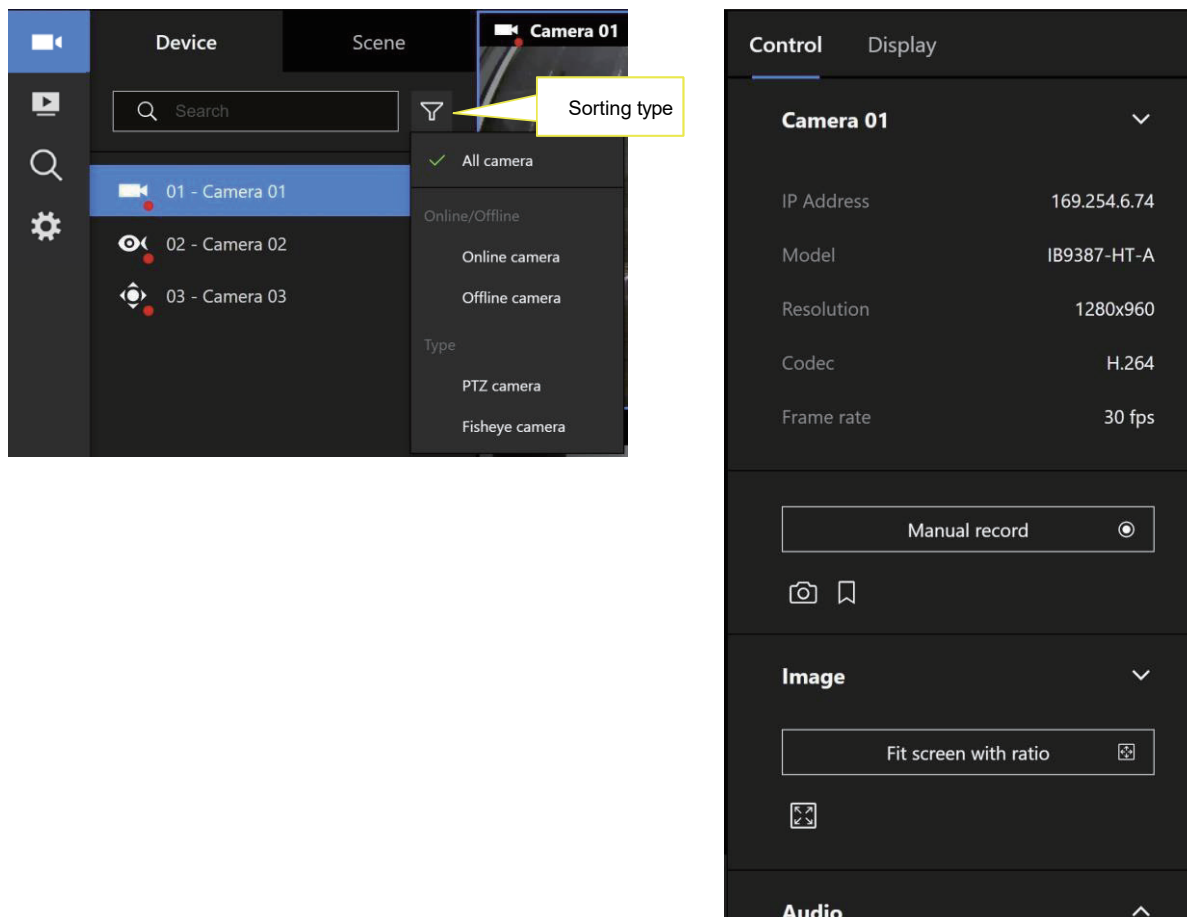 Device
Scene
Camera 01
Search
Sorting type
All camera
01 - Camera 01
Online/Offline
02 - Camera 02
Online camera
03 - Camera 03
Offline camera
Type
PTZ camera
Fisheye camera
Control
Display
Camera 01
IP Address 169.254.6.74
Model IB9387-HT-A
Resolution 1280x960
Codec H.264
Frame rate 30 fps
Manual record
Image
Fit screen with ratio
Audio